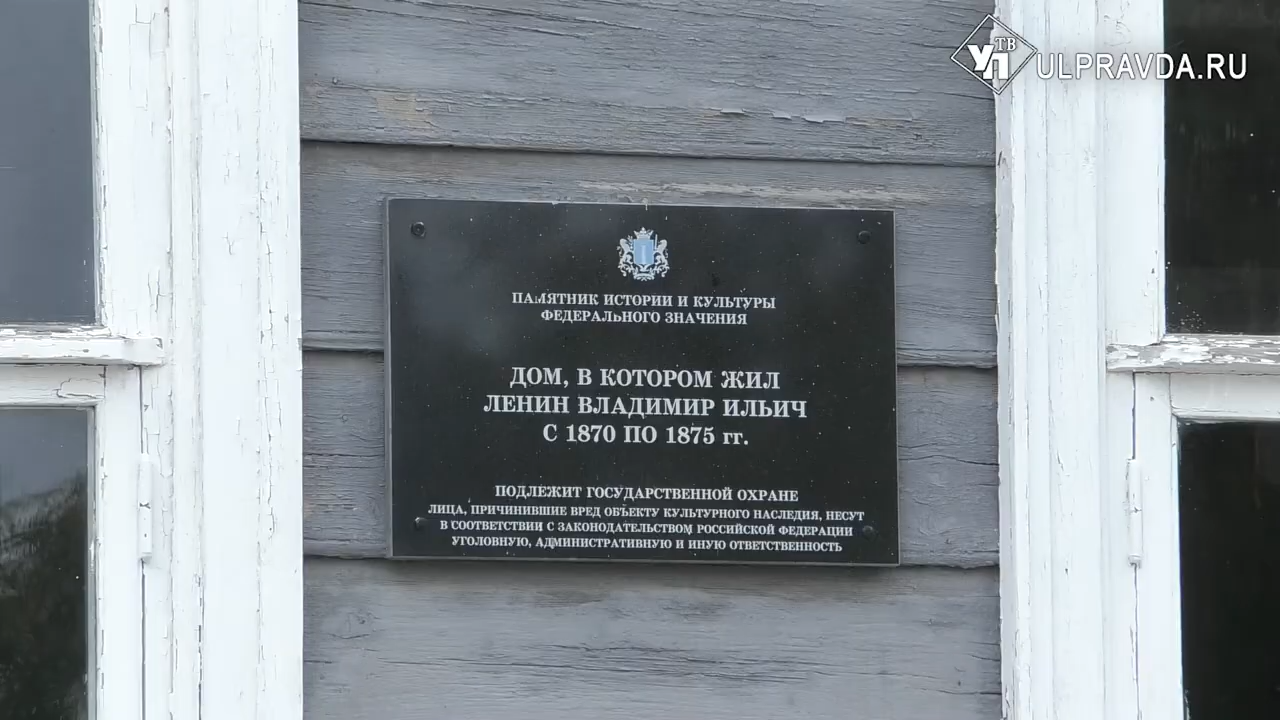 УП ТВ ULPRAVDA.RU
ПАМЯТНИК ИСТОРИИ И КУЛЬТУРЫ
ФЕДЕРАЛЬНОГО ЗНАЧЕНИЯ
ДОМ, В КОТОРОМ ЖИЛ
ЛЕНИН ВЛАДИМИР ИЛЬИЧ
С 1870 ПО 1875 гг.
ПОДЛЕЖИТ ГОСУДАРСТВЕННОЙ ОХРАНЕ
ЛИЦА, ПРИЧИНИВШИЕ ВРЕД ОБЪЕКТУ КУЛЬТУРНОГО НАСЛЕДИЯ, НЕСУТ
В СООТВЕТСТВИИ С ЗАКОНОДАТЕЛЬСТВОМ РОССИЙСКОЙ ФЕДЕРАЦИИ
УГОЛОВНУЮ, АДМИНИСТРАТИВНУЮ И ИНУЮ ОТВЕТСТВЕННОСТЬ